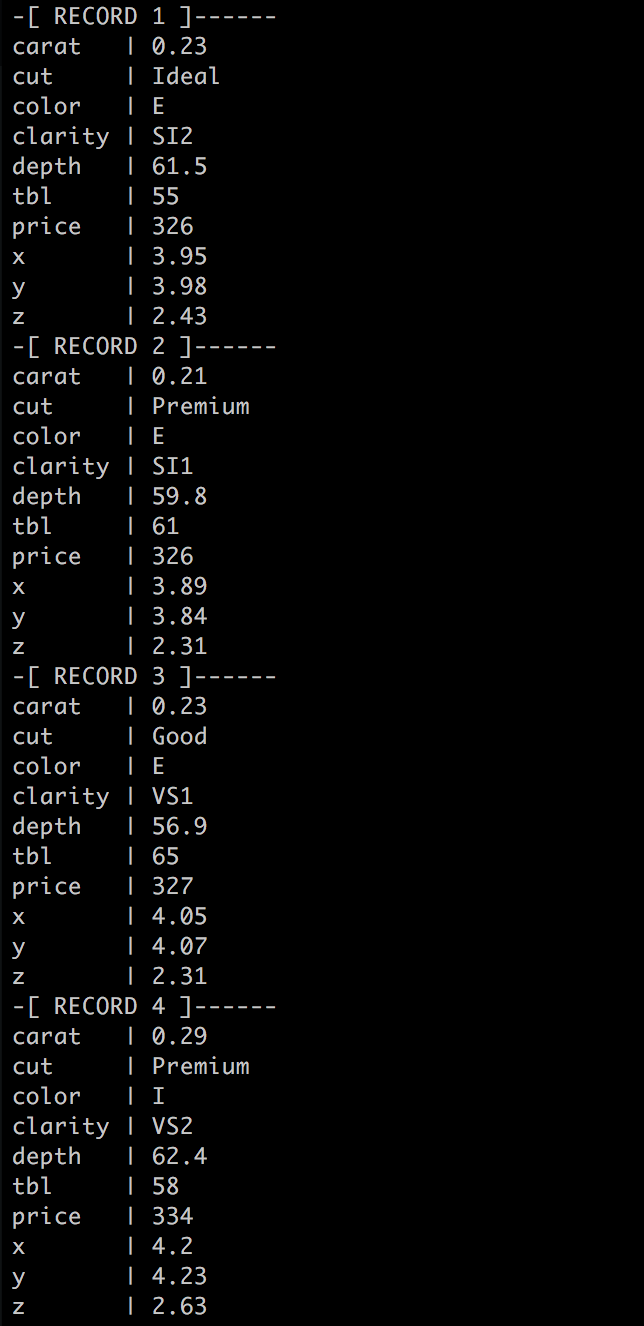 -[ RECORD 1 ]------
carat   | 0.23
cut     | Ideal
color   | E
clarity | SI2
depth   | 61.5
tbl     | 55
price   | 326
x       | 3.95
y       | 3.98
z       | 2.43
-[ RECORD 2 ]------
carat   | 0.21
cut     | Premium
color   | E
clarity | SI1
depth   | 59.8
tbl     | 61
price   | 326
x       | 3.89
y       | 3.84
z       | 2.31
-[ RECORD 3 ]------
carat   | 0.23
cut     | Good
color   | E
clarity | VS1
depth   | 56.9
tbl     | 65
price   | 327
x       | 4.05
y       | 4.07
z       | 2.31
-[ RECORD 4 ]------
carat   | 0.29
cut     | Premium
color   | I
clarity | VS2
depth   | 62.4
tbl     | 58
price   | 334
x       | 4.2
y       | 4.23
z       | 2.63